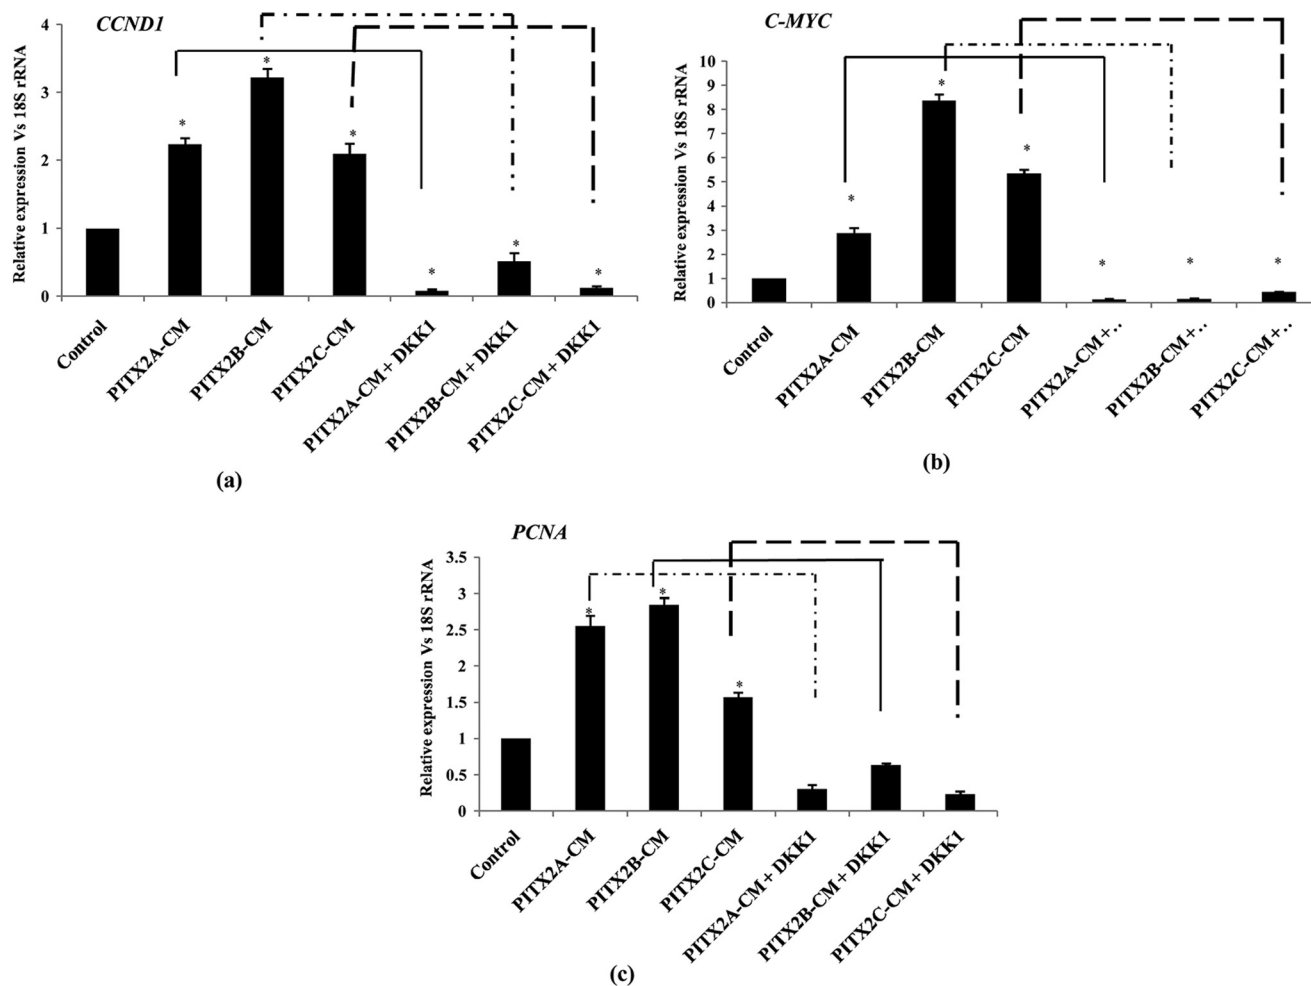 CCND1
Relative expression Vs 18S rRNA
4
3
2
1
0
*
*
*
*
*
*
Control
PITX2A-CM
PITX2B-CM
PITX2C-CM
PITX2A-CM + DKK1
PITX2B-CM + DKK1
PITX2C-CM + DKK1
(a)
C-MYC
Relative expression Vs 18S rRNA
10
9
8
7
6
5
4
3
2
1
0
*
*
*
*
*
*
Control
PITX2A-CM
PITX2B-CM
PITX2C-CM
PITX2A-CM+..
PITX2B-CM+..
PITX2C-CM+..
(b)
PCNA
Relative expression Vs 18S rRNA
3.5
3
2.5
2
1.5
1
0.5
0
*
*
*
Control
PITX2A-CM
PITX2B-CM
PITX2C-CM
PITX2A-CM + DKK1
PITX2B-CM + DKK1
PITX2C-CM + DKK1
(c)